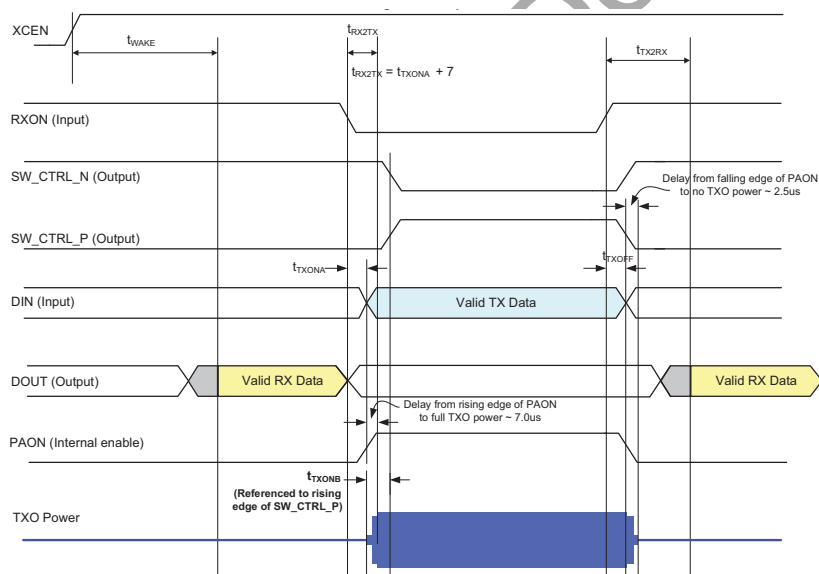 XCEN
tWAKE
tRX2TX
tRX2TX = tTXONA + 7
tTX2RX
RXON (Input)
SW_CTRL_N (Output)
Delay from falling edge of PAON
to no TXO power ~ 2.5us
SW_CTRL_P (Output)
tTXONA
tTXOFF
DIN (Input)
Valid TX Data
DOUT (Output)
Valid RX Data
Valid RX Data
Delay from rising edge of PAON
to full TXO power ~ 7.0us
PAON (Internal enable)
tTXONB
(Referenced to rising
edge of SW_CTRL_P)
TXO Power